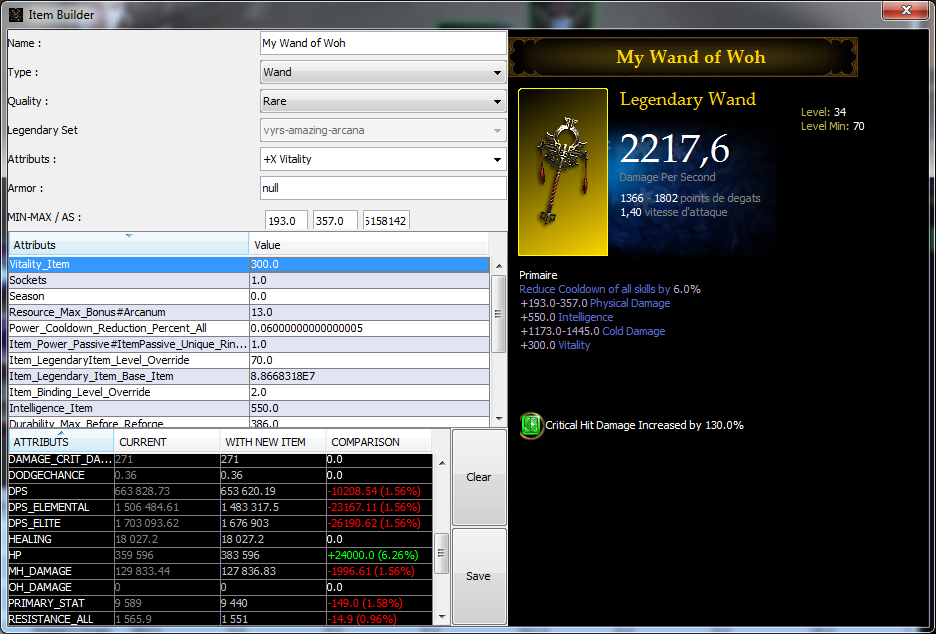 Item Builder
Name :
My Wand of Woh
Type :
Wand
Quality :
Rare
Legendary Set
vyrs-amazing-arcana
Attributs :
+X Vitality
Armor :
null
MIN-MAX / AS :
193.0 357.0 5158142
Attributs Value
Vitality_Item 300.0
Sockets 1.0
Season 0.0
Resource_Max_Bonus#Arcanum 13.0
Power_Cooldown_Reduction_Percent_All 0.06000000000000005
Item_Power_Passive#ItemPassive_Unique_Rin... 1.0
Item_LegendaryItem_Level_Override 70.0
Item_Legendary_Item_Base_Item 8.8668318E7
Item_Binding_Level_Override 2.0
Intelligence_Item 550.0
Durability_Max_Before_Reforge 386.0
ATTRIBUTS CURRENT WITH NEW ITEM COMPARISON
DAMAGE_CRIT_DA... 271 271 0.0
DODGECHANCE 0.36 0.36 0.0
DPS 663 828.73 653 620.19 -10208.54 (1.56%)
DPS_ELEMENTAL 1 506 484.61 1 483 317.5 -23167.11 (1.56%)
DPS_ELITE 1 703 093.62 1 676 903 -26190.62 (1.56%)
HEALING 18 027.2 18 027.2 0.0
HP 359 596 383 596 +24000.0 (6.26%)
MH_DAMAGE 129 833.44 127 836.83 -1996.61 (1.56%)
OH_DAMAGE 0 0 0.0
PRIMARY_STAT 9 589 9 440 -149.0 (1.58%)
RESISTANCE_ALL 1 565.9 1 551 -14.9 (0.96%)
Clear
Save
My Wand of Woh
Legendary Wand
Level: 34
Level Min: 70
2217,6
Damage Per Second
1366 - 1802 points de degats
1,40 vitesse d'attaque
Primaire
Reduce Cooldown of all skills by 6.0%
+193.0-357.0 Physical Damage
+550.0 Intelligence
+1173.0-1445.0 Cold Damage
+300.0 Vitality
Critical Hit Damage Increased by 130.0%